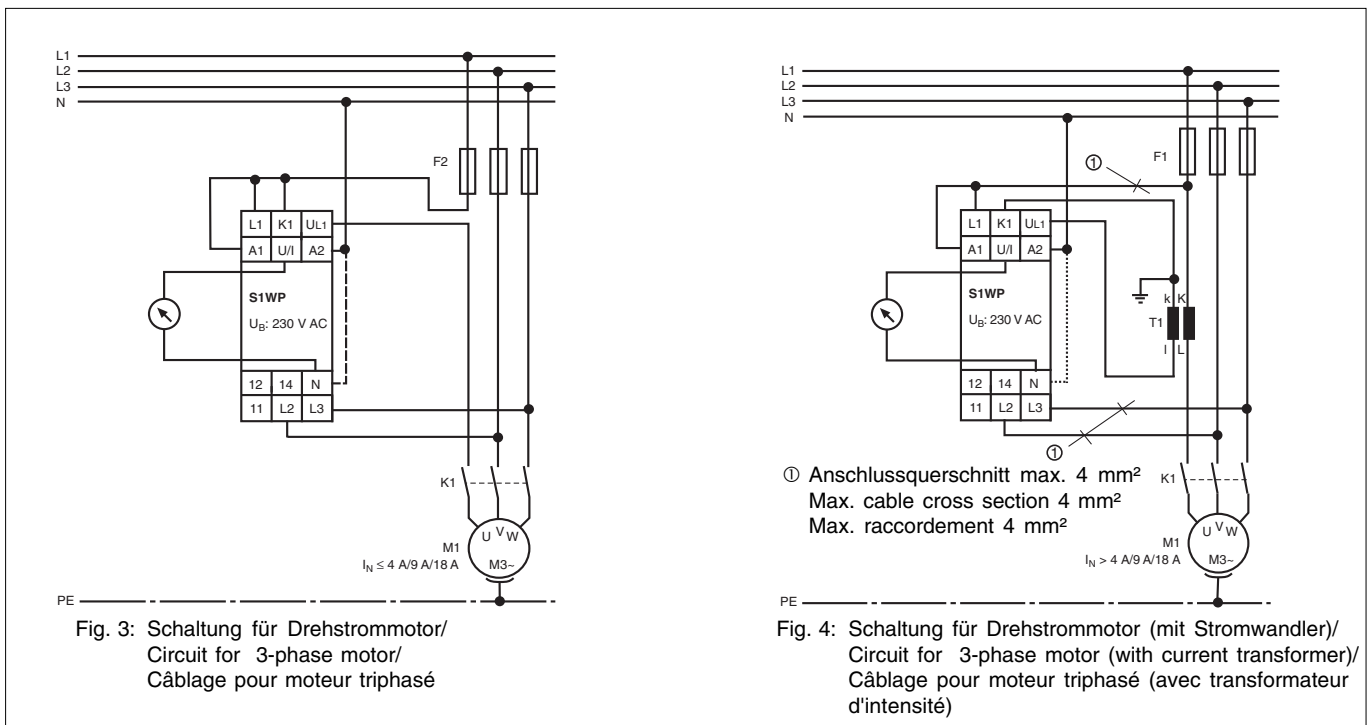 L1
L2
L3
N
F2
L1 K1 UL1
A1 U/I A2
S1WP
UB: 230 V AC
12 14 N
11 L2 L3
K1
U V W
M1
M3~
IN ≤ 4 A/9 A/18 A
PE
Fig. 3: Schaltung für Drehstrommotor/
Circuit for 3-phase motor/
Câblage pour moteur triphasé
L1
L2
L3
N
①
F1
L1 K1 UL1
A1 U/I A2
S1WP
UB: 230 V AC
k K
T1
l L
12 14 N
11 L2 L3
①
① Anschlussquerschnitt max. 4 mm²
Max. cable cross section 4 mm²
Max. raccordement 4 mm²
K1
U V W
M1
M3~
IN > 4 A/9 A/18 A
PE
Fig. 4: Schaltung für Drehstrommotor (mit Stromwandler)/
Circuit for 3-phase motor (with current transformer)/
Câblage pour moteur triphasé (avec transformateur
d'intensité)